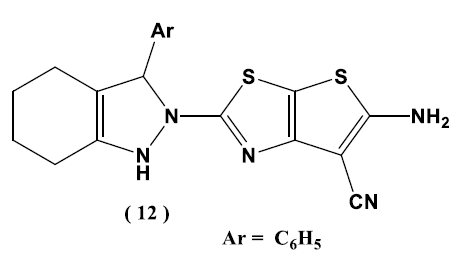 Ar
S S
N NH2
N
H
N
CN
( 12 )
Ar = C6H5